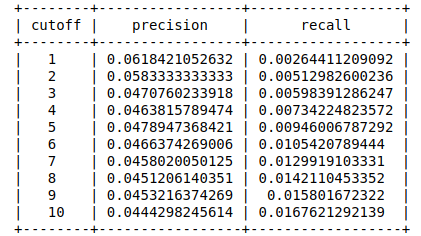 +--------+-----------------+------------------+
| cutoff |    precision    |      recall      |
+--------+-----------------+------------------+
|   1    | 0.0618421052632 | 0.00264411209092 |
|   2    | 0.0583333333333 | 0.00512982600236 |
|   3    | 0.0470760233918 | 0.00598391286247 |
|   4    | 0.0463815789474 | 0.00734224823572 |
|   5    | 0.0478947368421 | 0.00946006787292 |
|   6    | 0.0466374269006 | 0.0105420789444  |
|   7    | 0.0458020050125 | 0.0129919103331  |
|   8    | 0.0451206140351 | 0.0142110453352  |
|   9    | 0.0453216374269 |  0.015801672322  |
|   10   | 0.0444298245614 | 0.0167621292139  |
+--------+-----------------+------------------+